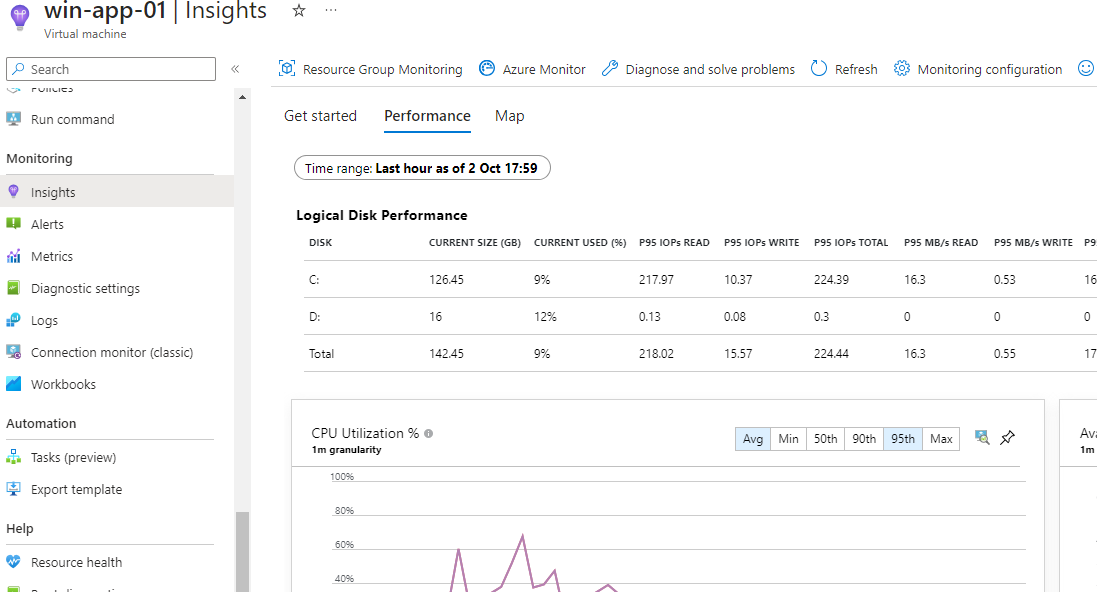 win-app-01 | Insights
Virtual machine
Search
Policies
Run command
Monitoring
Insights
Alerts
Metrics
Diagnostic settings
Logs
Connection monitor (classic)
Workbooks
Automation
Tasks (preview)
Export template
Help
Resource health
Resource Group Monitoring Azure Monitor Diagnose and solve problems Refresh Monitoring configuration
Get started Performance Map
Time range: Last hour as of 2 Oct 17:59
Logical Disk Performance
DISK CURRENT SIZE (GB) CURRENT USED (%) P95 IOPs READ P95 IOPs WRITE P95 IOPs TOTAL P95 MB/s READ P95 MB/s WRITE P9
C: 126.45 9% 217.97 10.37 224.39 16.3 0.53 16
D: 16 12% 0.13 0.08 0.3 0 0 0
Total 142.45 9% 218.02 15.57 224.44 16.3 0.55 17
CPU Utilization %
1m granularity
Avg Min 50th 90th 95th Max
100%
80%
60%
40%
Ava
1m